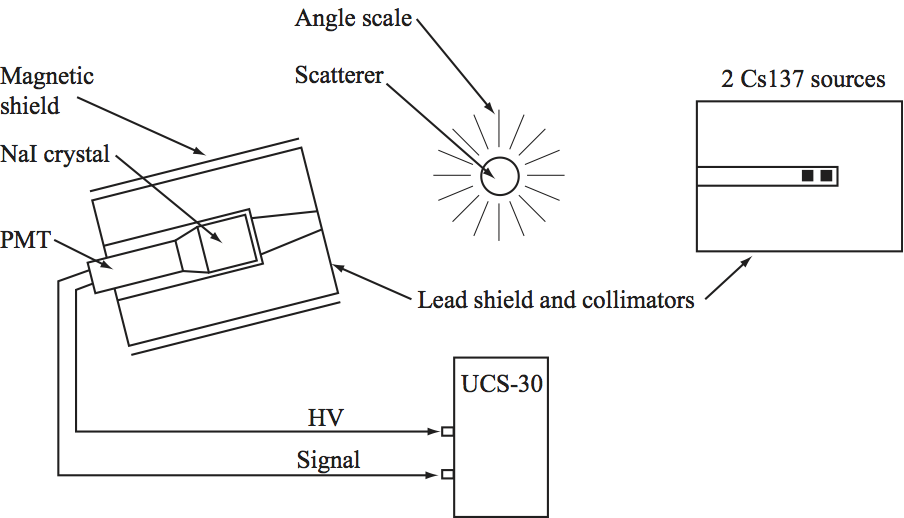 Angle scale
Magnetic
shield
Scatterer
2 Cs137 sources
NaI crystal
PMT
Lead shield and collimators
UCS-30
HV
Signal